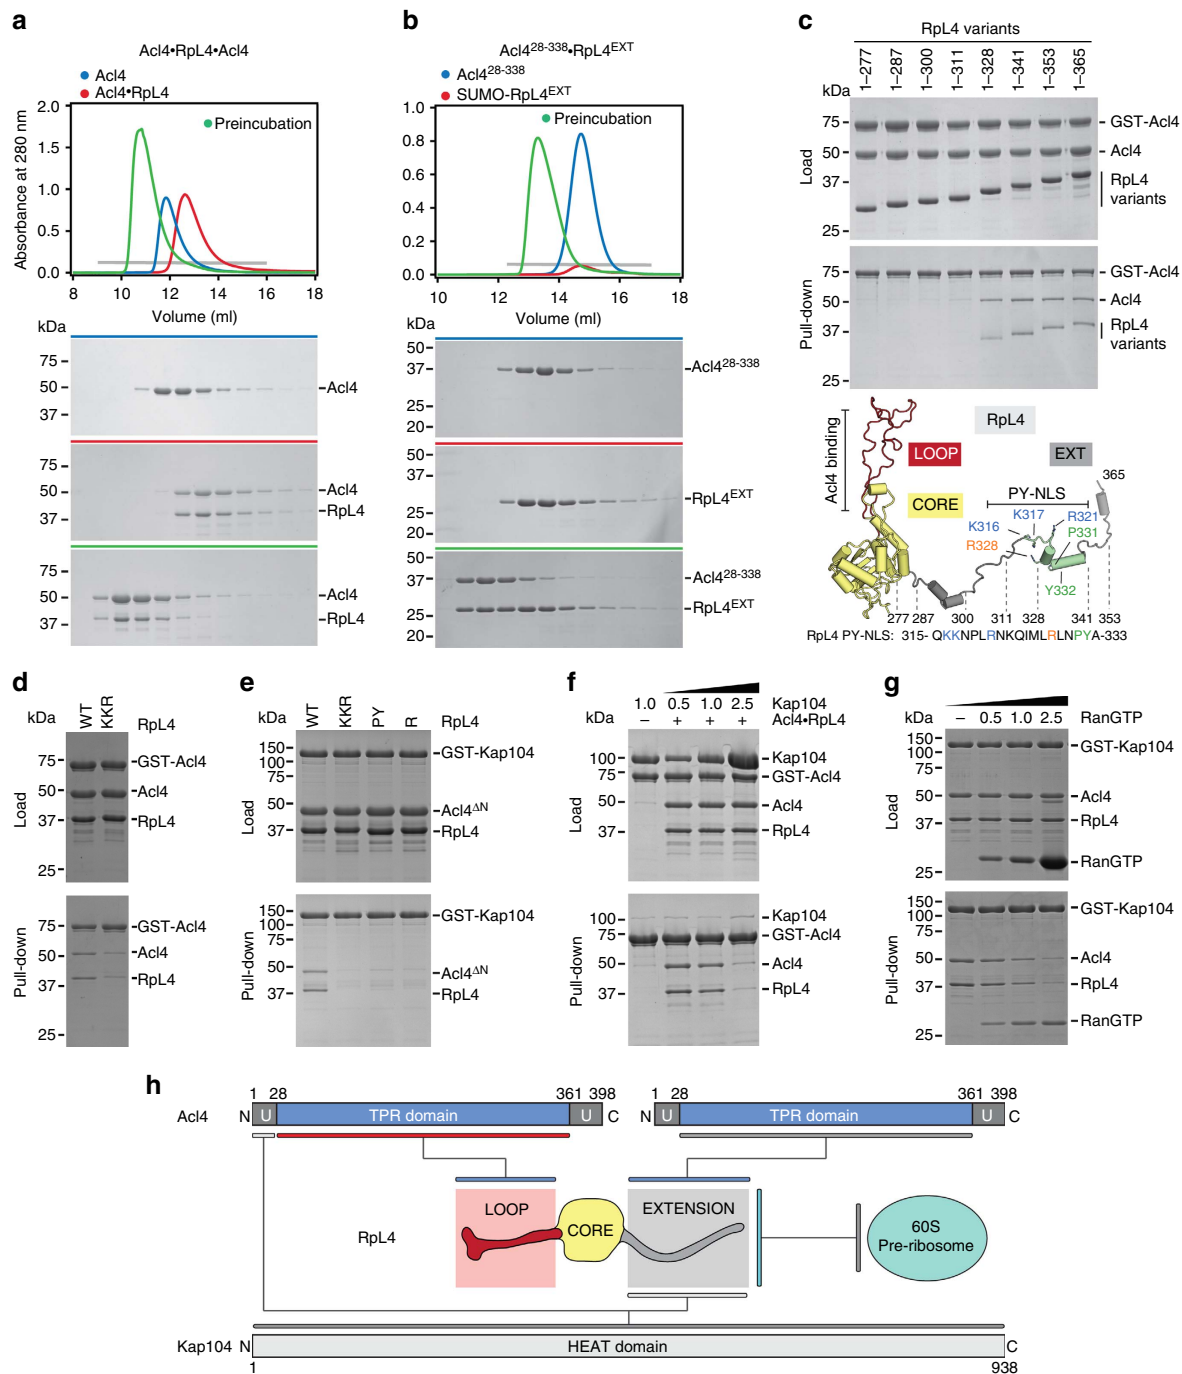 a
Acl4•RpL4•Acl4
Acl4
Acl4•RpL4
Preincubation
Absorbance at 280 nm
2.0
1.5
1.0
0.5
0.0
8 10 12 14 16 18
Volume (ml)
kDa
75
50 Acl4
37
75
50 Acl4
37 RpL4
75
50 Acl4
37 RpL4
b
Acl428-338•RpL4EXT
Acl428-338
SUMO-RpL4EXT
Preincubation
1.0
0.8
0.6
0.4
0.2
0.0
10 12 14 16 18
Volume (ml)
kDa
50
37 Acl428-338
25
20
50
37
RpL4EXT
25
20
50
37 Acl428-338
25 RpL4EXT
20
c
RpL4 variants
1–277 1–287 1–300 1–311 1–328 1–341 1–353 1–365
kDa
Load
75 GST-Acl4
50 Acl4
37 RpL4 variants
25
Pull-down
75 GST-Acl4
50 Acl4
37 RpL4 variants
25
Acl4 binding
RpL4
LOOP
EXT
CORE
PY-NLS
365
K317
K316
R321
P331
R328
Y332
277 287 300 311 328 341 353
RpL4 PY-NLS: 315- QKKNPLRNKQIMLRLNPYA-333
d
kDa WT KKR RpL4
Load
75 GST-Acl4
50 Acl4
37 RpL4
25
Pull-down
75 GST-Acl4
50 Acl4
37 RpL4
25
e
kDa WT KKR PY R RpL4
Load
150 GST-Kap104
100
75
50 Acl4ΔN
37 RpL4
Pull-down
150 GST-Kap104
100
75
50 Acl4ΔN
37 RpL4
f
1.0 0.5 1.0 2.5 Kap104
kDa – + + + Acl4•RpL4
Load
100 Kap104
75 GST-Acl4
50 Acl4
37 RpL4
Pull-down
100 Kap104
75 GST-Acl4
50 Acl4
37 RpL4
g
kDa – 0.5 1.0 2.5 RanGTP
Load
150 GST-Kap104
100
75
50 Acl4
37 RpL4
25 RanGTP
Pull-down
150 GST-Kap104
100
75
50 Acl4
37 RpL4
25 RanGTP
h
1 28 361 398 1 28 361 398
Acl4 N U TPR domain U C N U TPR domain U C
LOOP
CORE
EXTENSION
RpL4
60S
Pre-ribosome
Kap104 N HEAT domain C
1 938